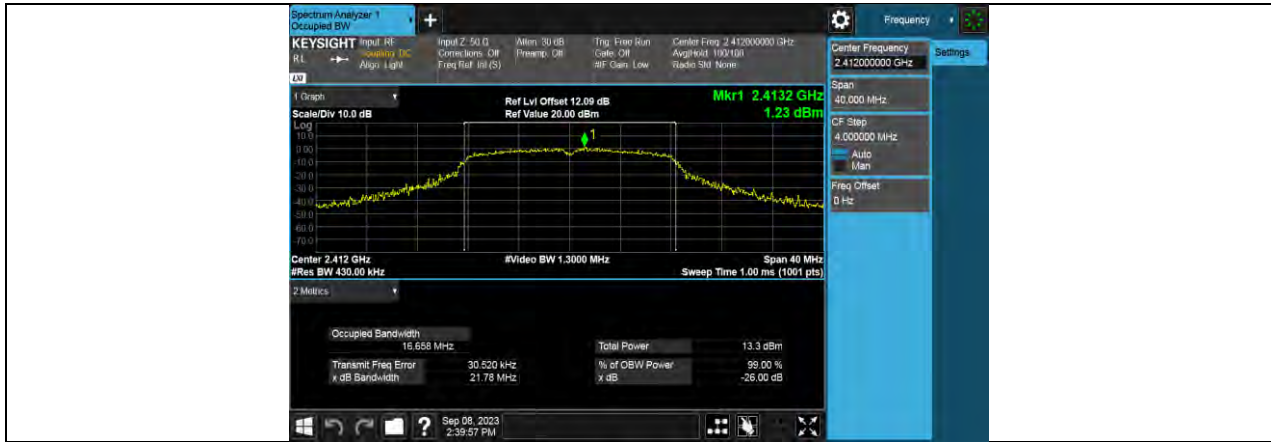 Spectrum Analyzer 1
Occupied BW
+
Frequency
KEYSIGHT
Input: RF
Coupling: DC
Align: Light
Input Z: 50 Ω
Corrections: Off
Freq Ref: Int (S)
Atten: 30 dB
Preamp: Off
Trig: Free Run
Gate: Off
#IF Gain: Low
Center Freq: 2.412000000 GHz
Avg|Hold: 100/100
Radio Std: None
LXI
Center Frequency
2.412000000 GHz
Settings
Span
40.000 MHz
CF Step
4.000000 MHz
Auto
Man
Freq Offset
0 Hz
1 Graph
Scale/Div 10.0 dB
Ref Lvl Offset 12.09 dB
Ref Value 20.00 dBm
Mkr1 2.4132 GHz
1.23 dBm
Log
10.0
0.00
-10.0
-20.0
-30.0
-40.0
-50.0
-60.0
-70.0
1
Center 2.412 GHz
#Video BW 1.3000 MHz
Span 40 MHz
#Res BW 430.00 kHz
Sweep Time 1.00 ms (1001 pts)
2 Metrics
Occupied Bandwidth
16.658 MHz
Total Power 13.3 dBm
Transmit Freq Error 30.520 kHz
% of OBW Power 99.00 %
x dB Bandwidth 21.78 MHz
x dB -26.00 dB
?
Sep 08, 2023
2:39:57 PM